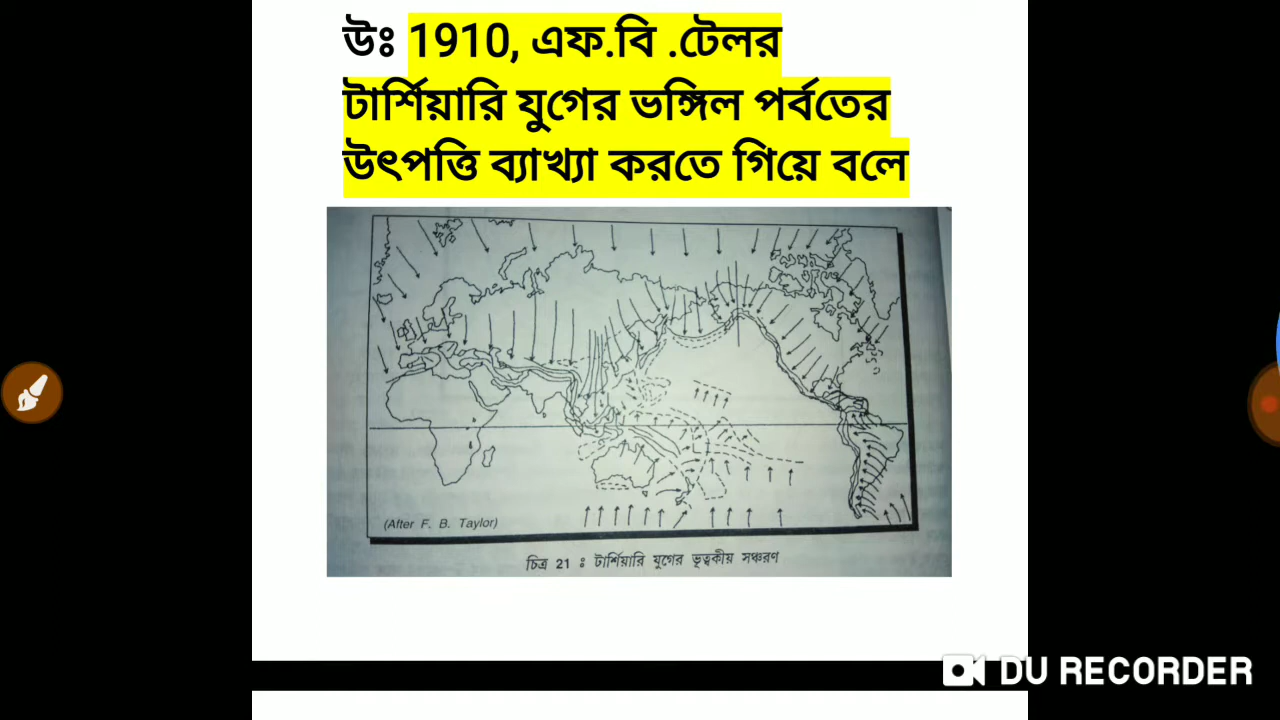 উঃ 1910, এফ.বি .টেলর
টার্শিয়ারি যুগের ভঙ্গিল পর্বতের
উৎপত্তি ব্যাখ্যা করতে গিয়ে বলে
(After F. B. Taylor)
চিত্র 21 : টার্শিয়ারি যুগের ভূত্বকীয় সঞ্চরণ
DU RECORDER